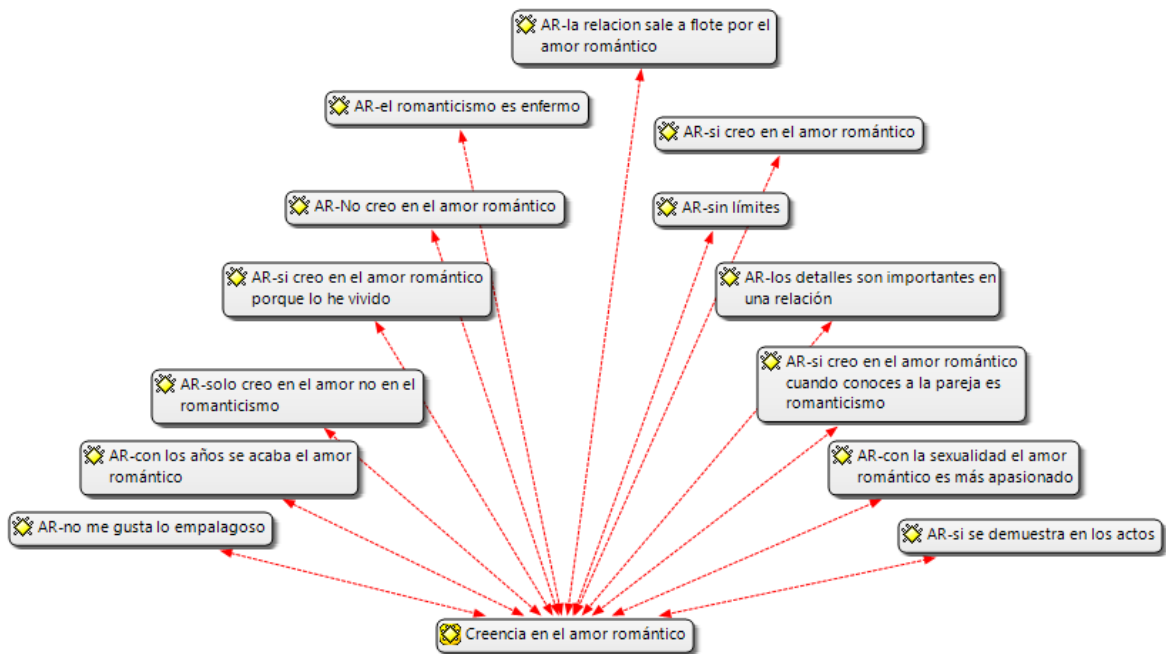 AR-la relacion sale a flote por el
amor romántico
AR-el romanticismo es enfermo
AR-si creo en el amor romántico
AR-No creo en el amor romántico
AR-sin límites
AR-si creo en el amor romántico
porque lo he vivido
AR-los detalles son importantes en
una relación
AR-si creo en el amor romántico
cuando conoces a la pareja es
romanticismo
AR-solo creo en el amor no en el
romanticismo
AR-con los años se acaba el amor
romántico
AR-con la sexualidad el amor
romántico es más apasionado
AR-no me gusta lo empalagoso
AR-si se demuestra en los actos
Creencia en el amor romántico